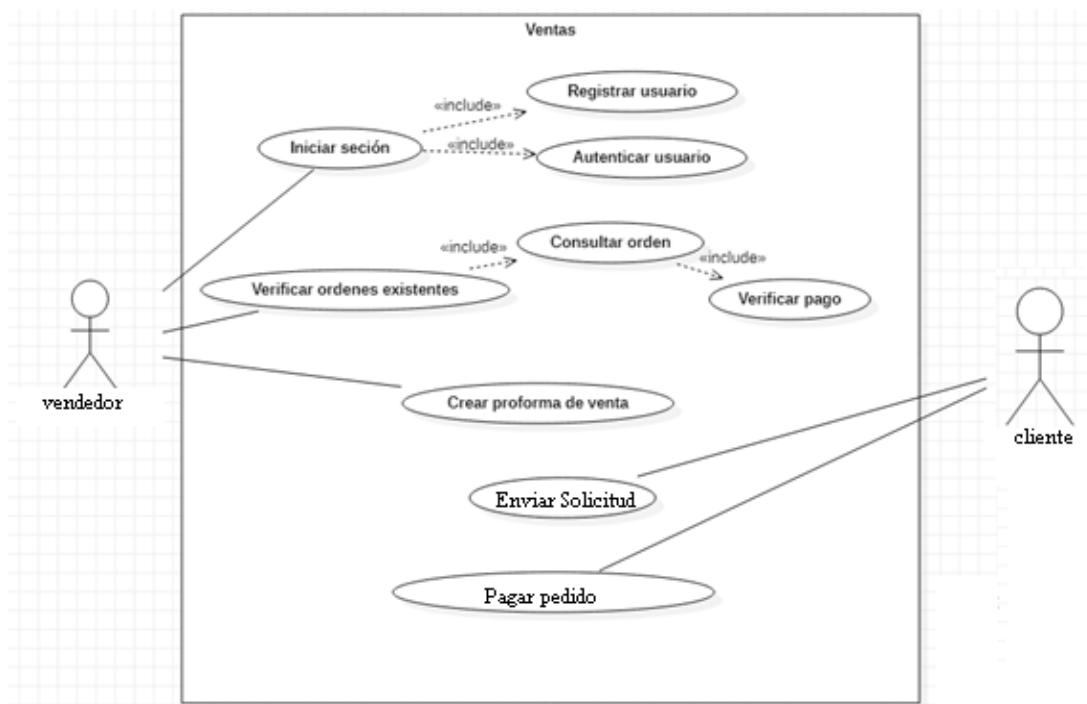 Ventas
«include»
Registrar usuario
Iniciar seción
«include»
Autenticar usuario
«include»
Consultar orden
«include»
Verificar ordenes existentes
Verificar pago
vendedor
Crear proforma de venta
cliente
Enviar Solicitud
Pagar pedido